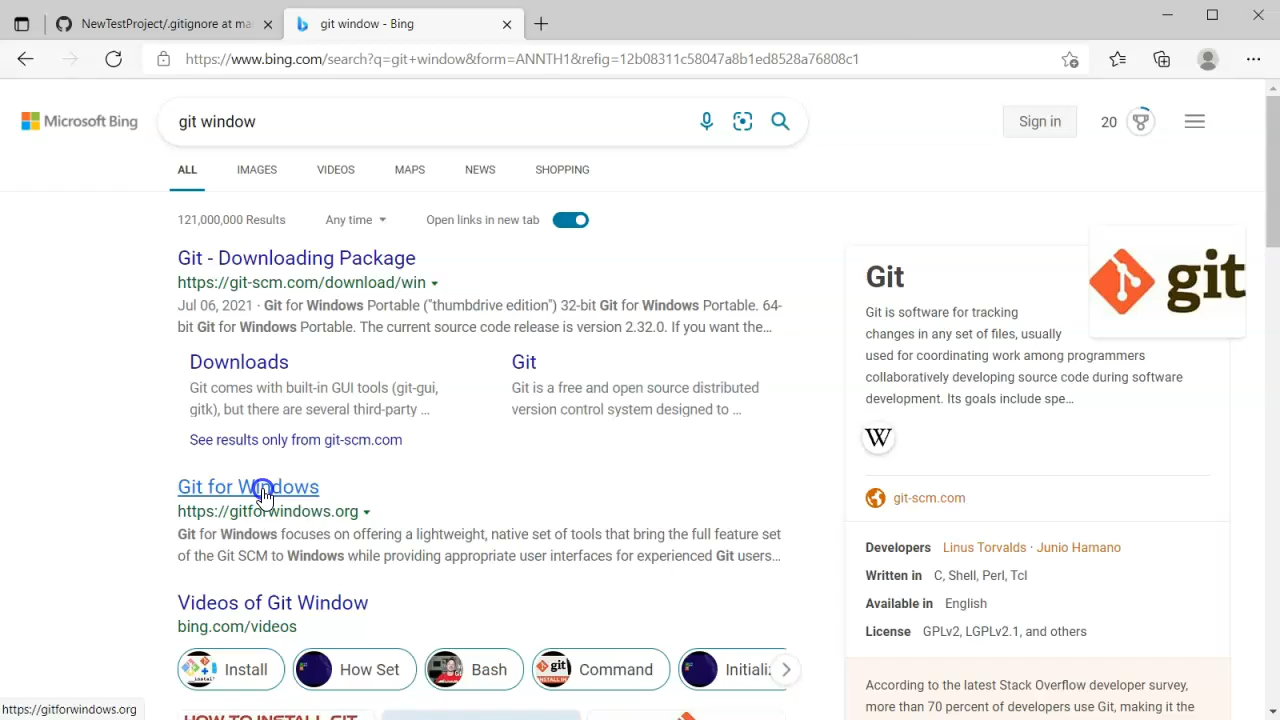 NewTestProject/.gitignore at ma
git window - Bing
https://www.bing.com/search?q=git+window&form=ANNTH1&refig=12b08311c58047a8b1ed8528a76808c1
Microsoft Bing
git window
Sign in
20
ALL
IMAGES
VIDEOS
MAPS
NEWS
SHOPPING
121,000,000 Results
Any time
Open links in new tab
Git - Downloading Package
https://git-scm.com/download/win
Jul 06, 2021 · Git for Windows Portable ("thumbdrive edition") 32-bit Git for Windows Portable. 64-
bit Git for Windows Portable. The current source code release is version 2.32.0. If you want the…
Downloads
Git comes with built-in GUI tools (git-gui,
gitk), but there are several third-party ...
Git
Git is a free and open source distributed
version control system designed to ...
See results only from git-scm.com
Git for Windows
https://gitforwindows.org
Git for Windows focuses on offering a lightweight, native set of tools that bring the full feature set
of the Git SCM to Windows while providing appropriate user interfaces for experienced Git users…
Videos of Git Window
bing.com/videos
Install
How Set
Bash
Command
Initializ
HOW TO INSTALL GIT
Git
git
Git is software for tracking
changes in any set of files, usually
used for coordinating work among programmers
collaboratively developing source code during software
development. Its goals include spe…
W
git-scm.com
Developers Linus Torvalds · Junio Hamano
Written in C, Shell, Perl, Tcl
Available in English
License GPLv2, LGPLv2.1, and others
According to the latest Stack Overflow developer survey,
more than 70 percent of developers use Git, making it the
https://gitforwindows.org